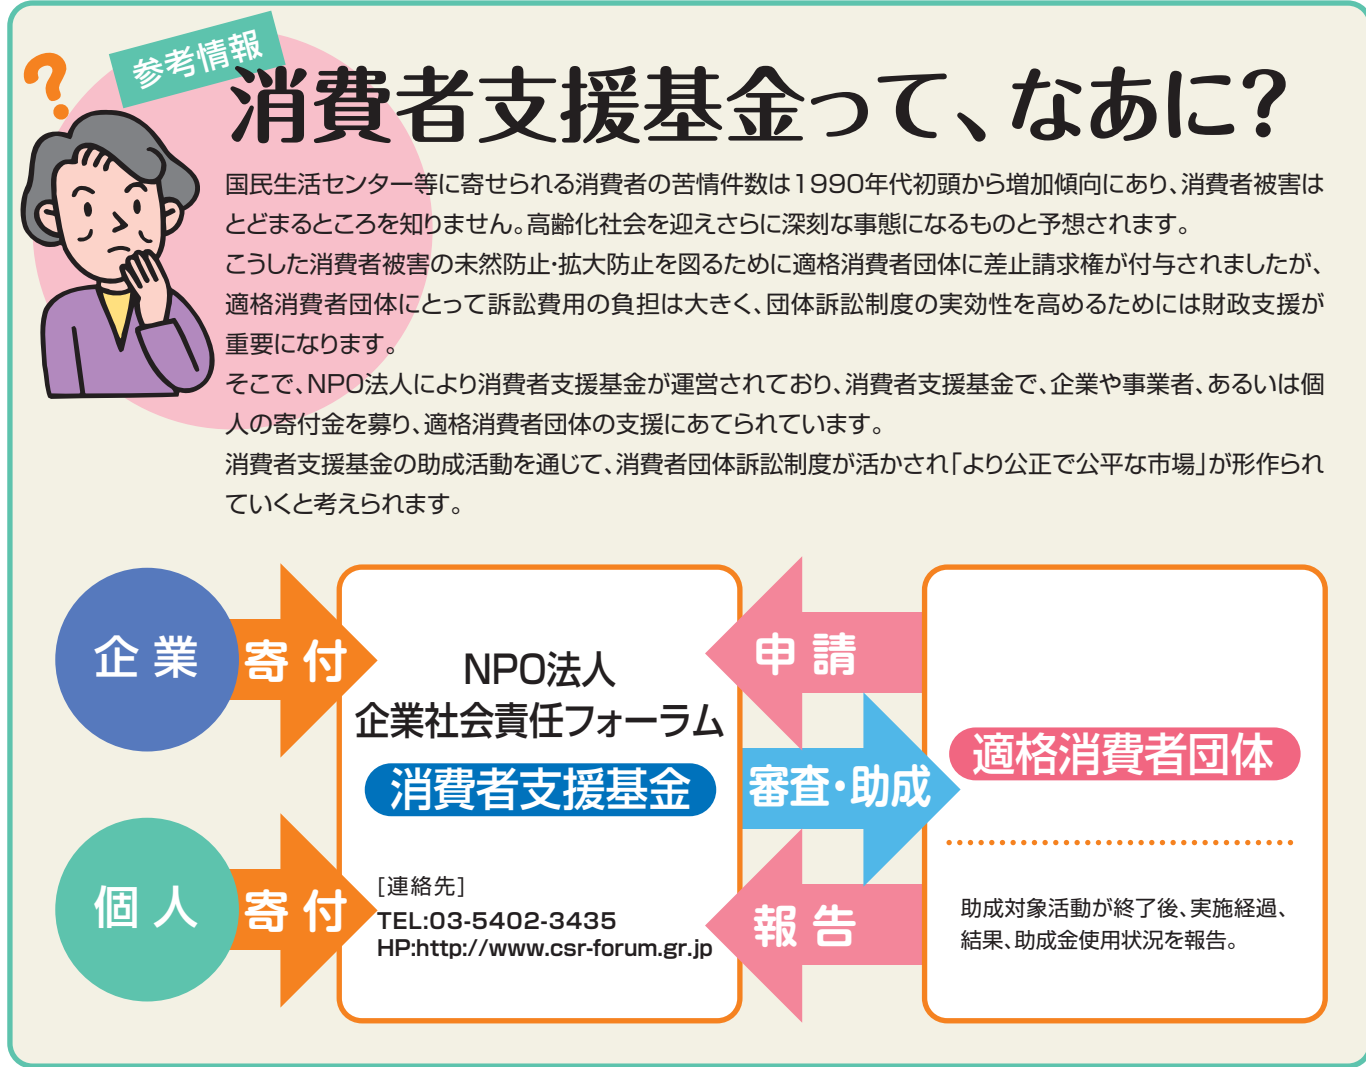 ?
参考情報
消費者支援基金って、なあに?
国民生活センター等に寄せられる消費者の苦情件数は1990年代初頭から増加傾向にあり、消費者被害は
とどまるところを知りません。高齢化社会を迎えさらに深刻な事態になるものと予想されます。
こうした消費者被害の未然防止・拡大防止を図るために適格消費者団体に差止請求権が付与されましたが、
適格消費者団体にとって訴訟費用の負担は大きく、団体訴訟制度の実効性を高めるためには財政支援が
重要になります。
そこで、NPO法人により消費者支援基金が運営されており、消費者支援基金で、企業や事業者、あるいは個
人の寄付金を募り、適格消費者団体の支援にあてられています。
消費者支援基金の助成活動を通じて、消費者団体訴訟制度が活かされ「より公正で公平な市場」が形作られ
ていくと考えられます。
企業
寄付
個人
寄付
NPO法人
企業社会責任フォーラム
消費者支援基金
[連絡先]
TEL:03-5402-3435
HP:http://www.csr-forum.gr.jp
申請
審査・助成
報告
適格消費者団体
助成対象活動が終了後、実施経過、
結果、助成金使用状況を報告。